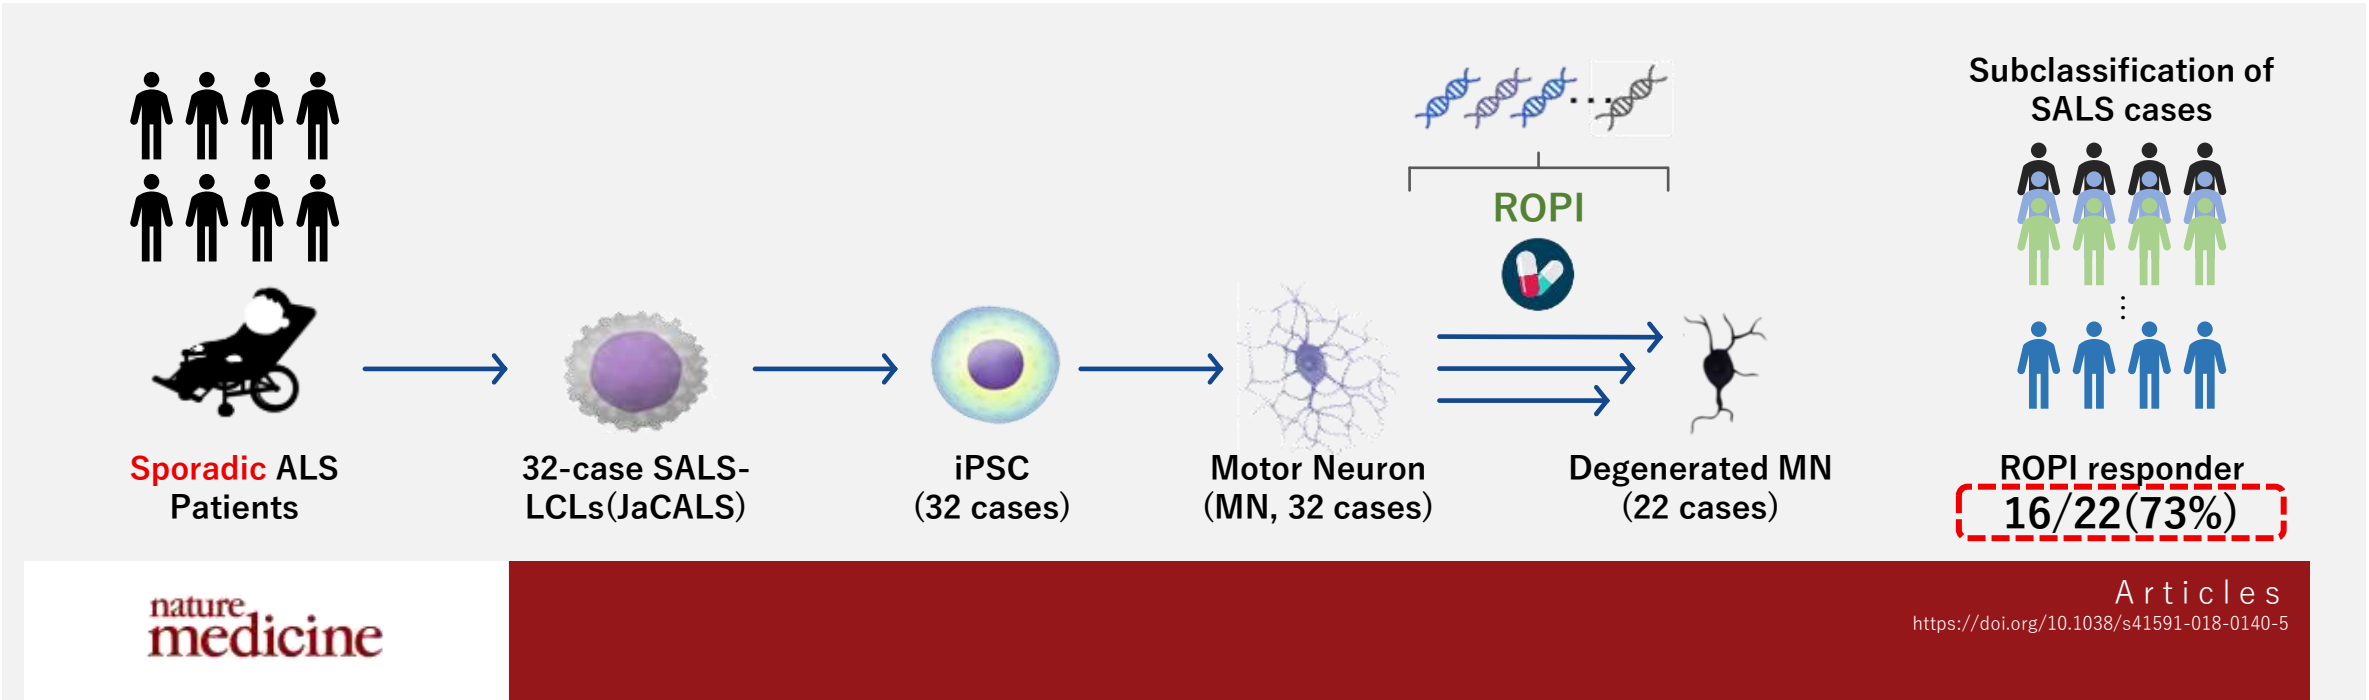 Subclassification of
SALS cases
ROPI
Sporadic ALS
Patients
32-case SALS-
LCLs(JaCALS)
iPSC
(32 cases)
Motor Neuron
(MN, 32 cases)
Degenerated MN
(22 cases)
ROPI responder
16/22(73%)
nature
medicine
Articles
https://doi.org/10.1038/s41591-018-0140-5